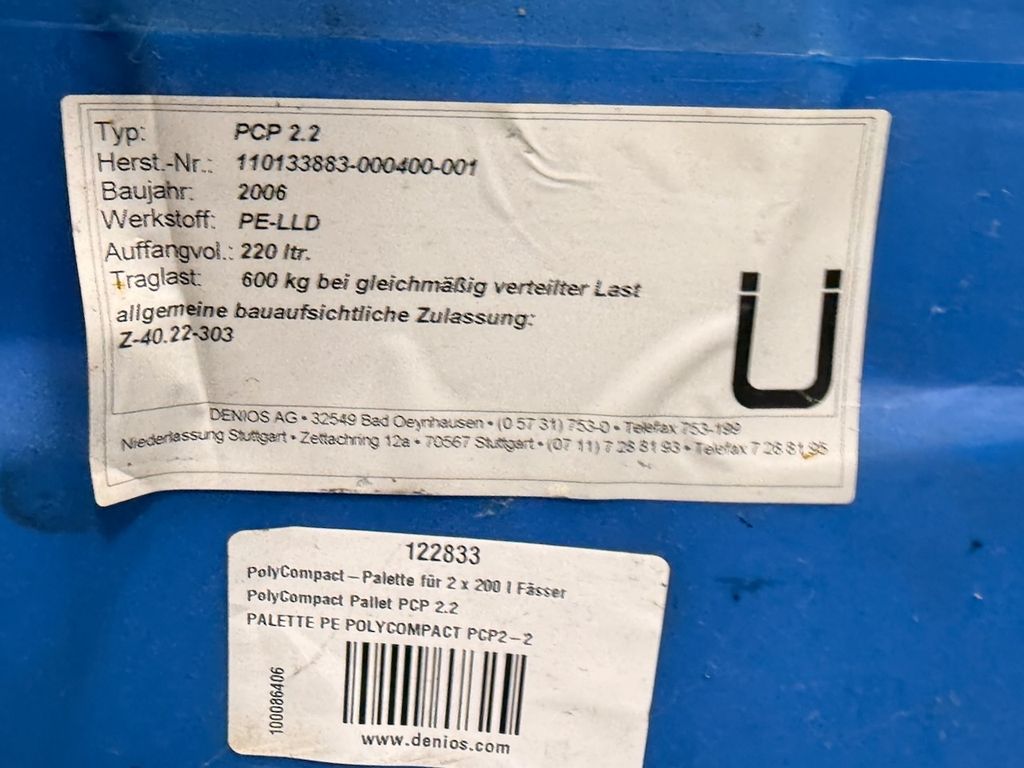 Typ: PCP 2.2
Herst.-Nr.: 110133883-000400-001
Baujahr: 2006
Werkstoff: PE-LLD
Auffangvol.: 220 ltr.
Traglast: 600 kg bei gleichmäßig verteilter Last
allgemeine bauaufsichtliche Zulassung:
Z-40.22-303
Ü
DENIOS AG • 32549 Bad Oeynhausen • (0 57 31) 753-0 • Telefax 753-199
Niederlassung Stuttgart • Zettachring 12a • 70567 Stuttgart • (07 11) 7 28 81 93 • Telefax 7 28 81 95
122833
PolyCompact-Palette für 2 x 200 l Fässer
PolyCompact Pallet PCP 2.2
PALETTE PE POLYCOMPACT PCP2-2
100086406
www.denios.com